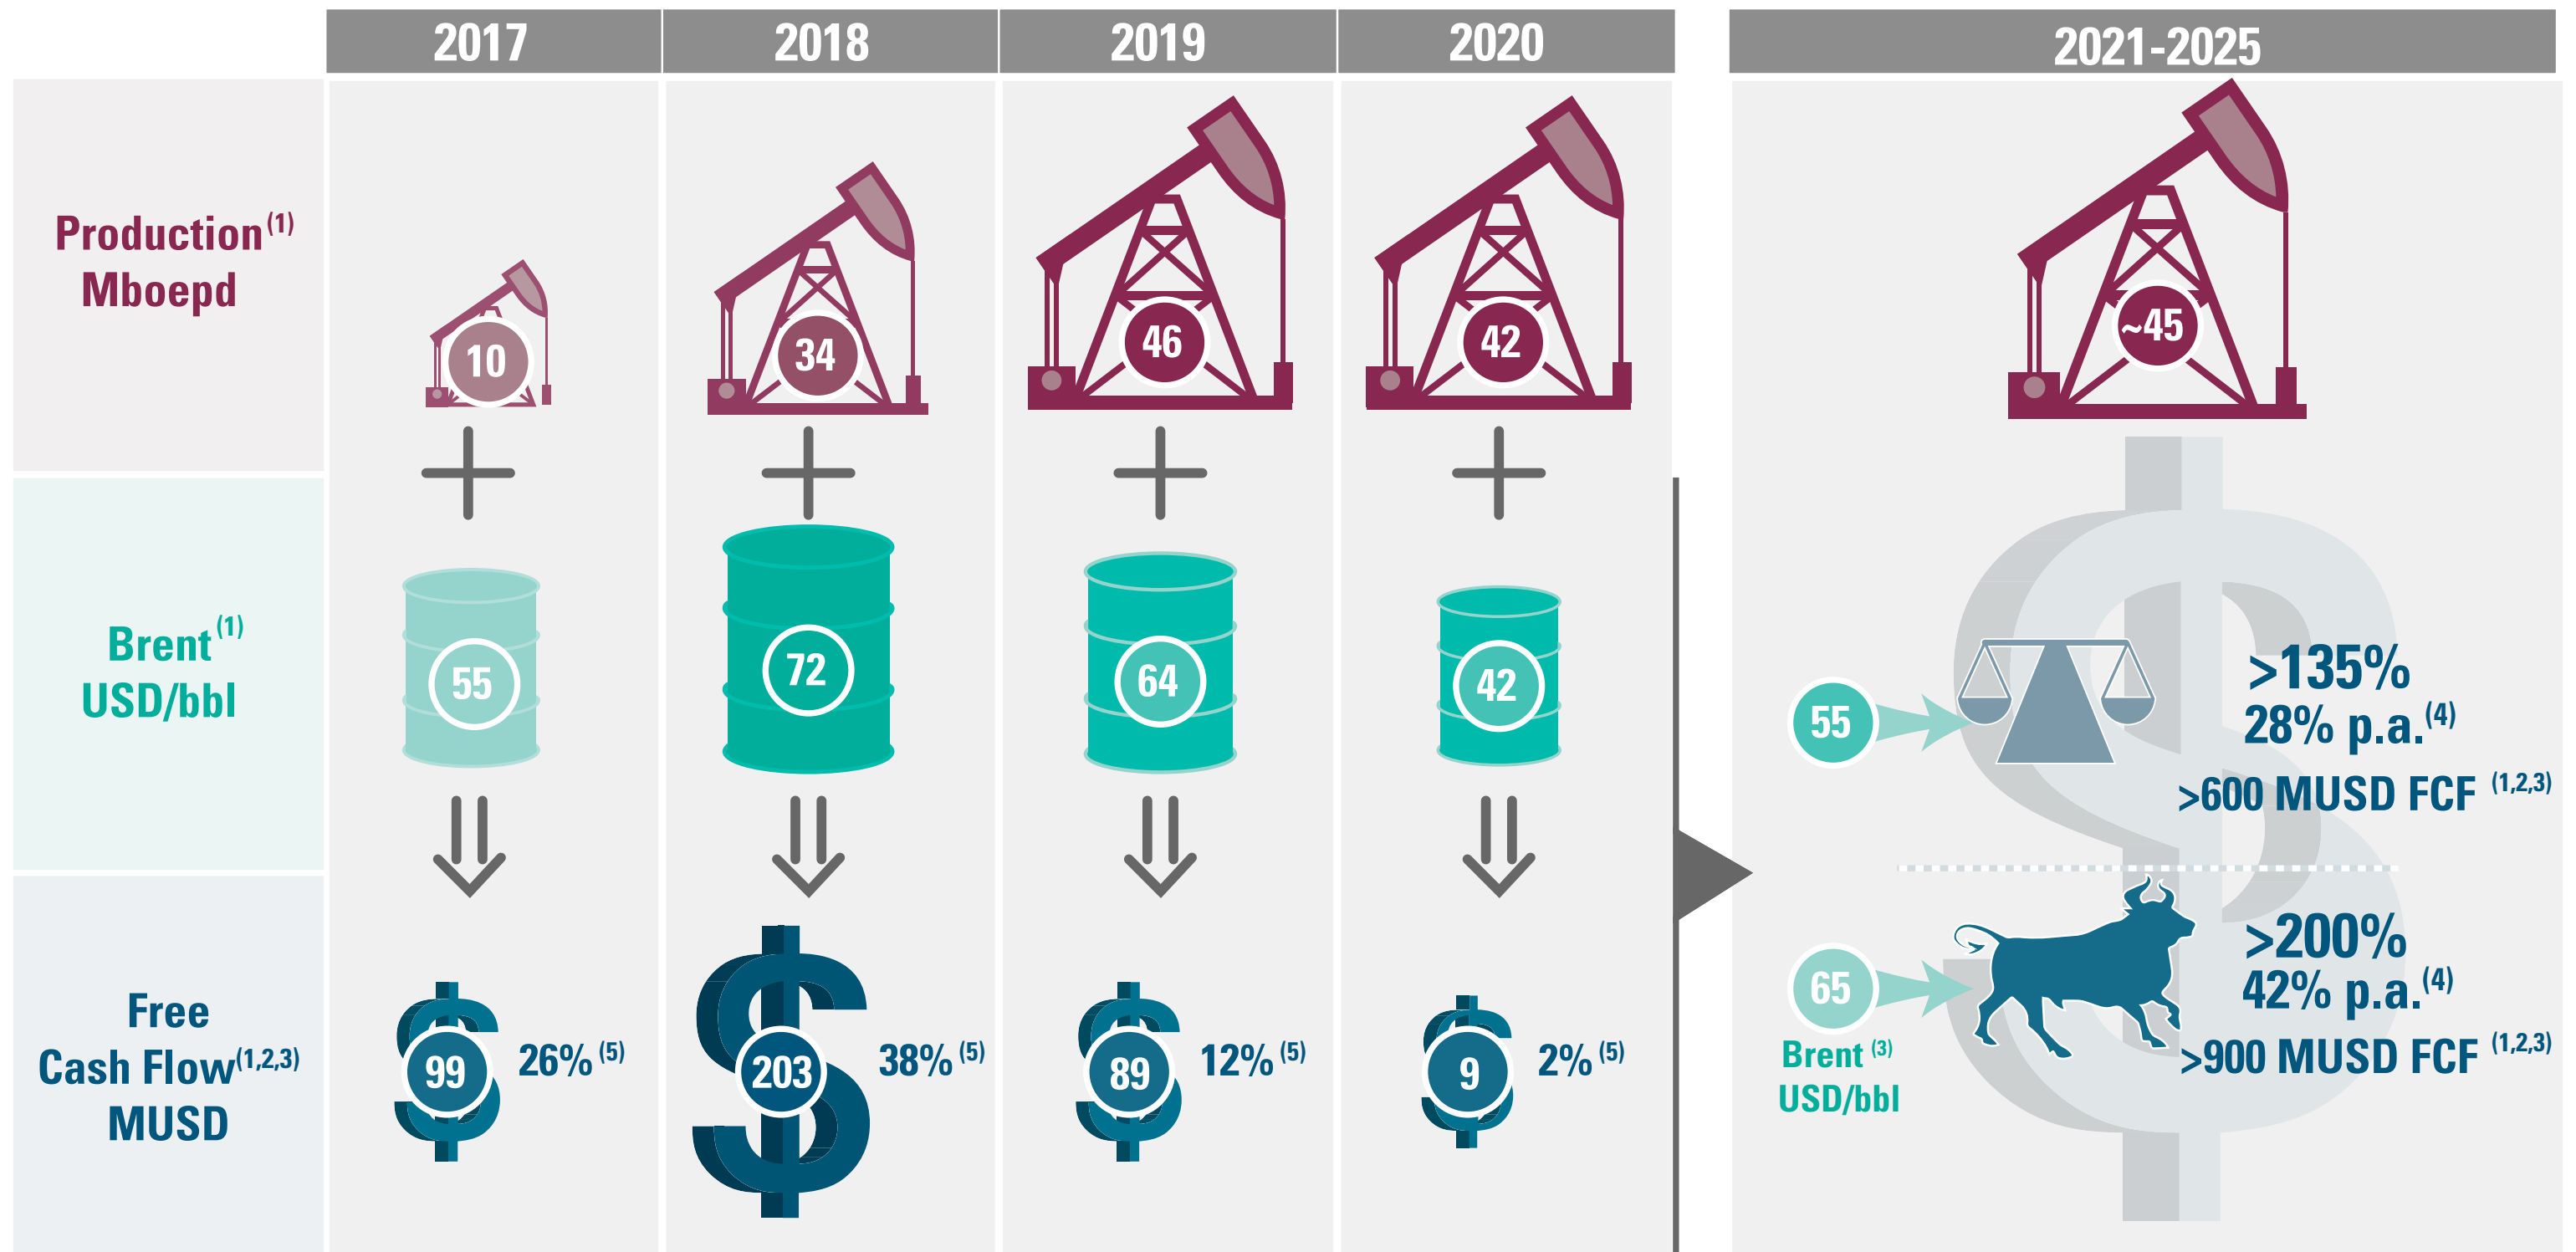 2017 2018 2019 2020 2021-2025
Production(1)
Mboepd
10 34 46 42 ~45
Brent(1)
USD/bbl
55 72 64 42
55
>135%
28% p.a.(4)
>600 MUSD FCF (1,2,3)
Free
Cash Flow(1,2,3)
MUSD
99 26% (5) 203 38% (5) 89 12% (5) 9 2% (5)
65
Brent (3)
USD/bbl
>200%
42% p.a.(4)
>900 MUSD FCF (1,2,3)